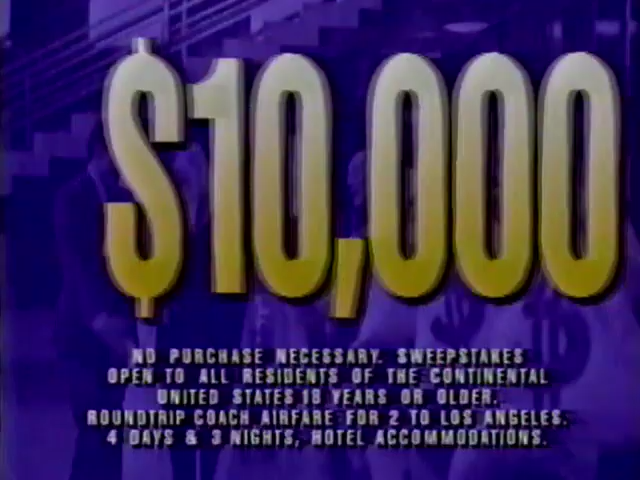 $10,000
NO PURCHASE NECESSARY. SWEEPSTAKES
OPEN TO ALL RESIDENTS OF THE CONTINENTAL
UNITED STATES 18 YEARS OR OLDER.
ROUNDTRIP COACH AIRFARE FOR 2 TO LOS ANGELES.
4 DAYS & 3 NIGHTS, HOTEL ACCOMMODATIONS.